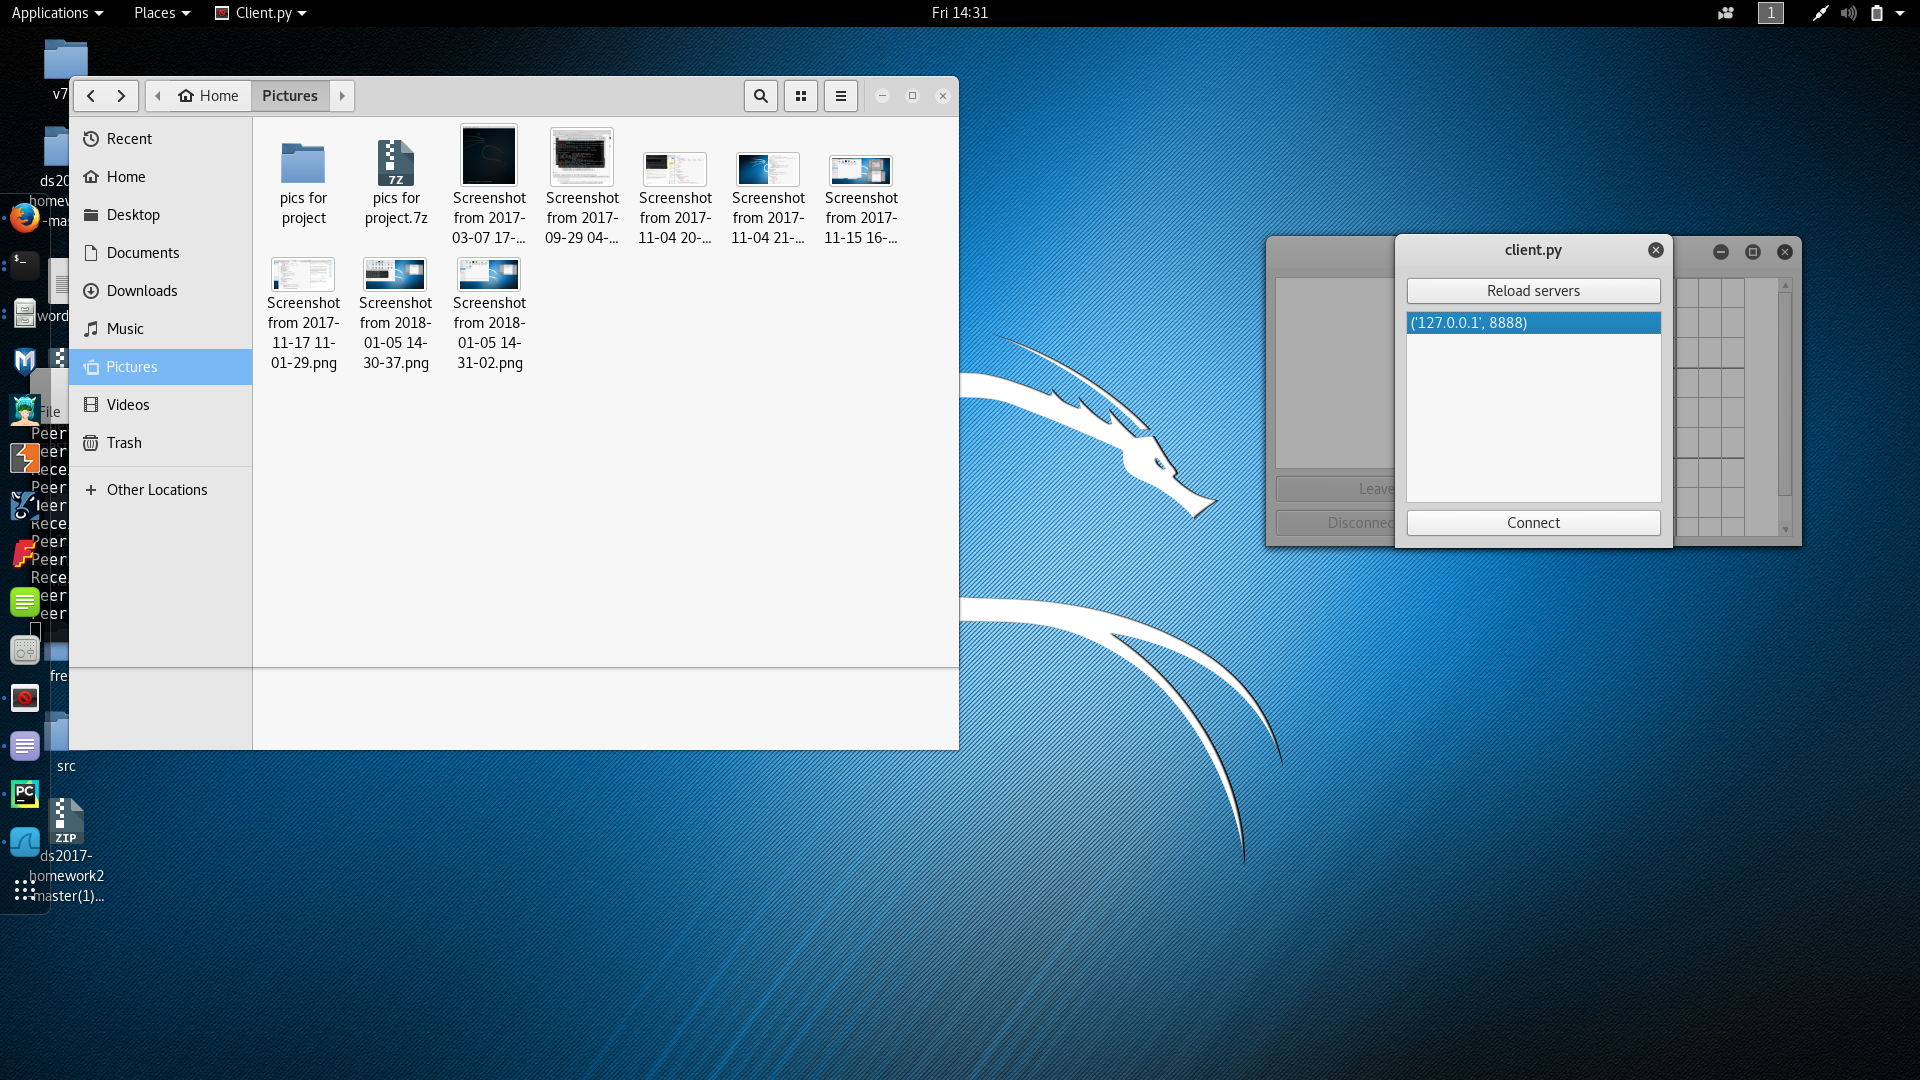 Applications
Places
Client.py
Fri 14:31
1
v7
Home
Pictures
Recent
Home
Desktop
Documents
Downloads
Music
Pictures
Videos
Trash
Other Locations
pics for
project
7Z
pics for
project.7z
Screenshot
from 2017-
03-07 17-...
Screenshot
from 2017-
09-29 04-...
Screenshot
from 2017-
11-04 20-...
Screenshot
from 2017-
11-04 21-...
Screenshot
from 2017-
11-15 16-...
Screenshot
from 2017-
11-17 11-
01-29.png
Screenshot
from 2018-
01-05 14-
30-37.png
Screenshot
from 2018-
01-05 14-
31-02.png
ds20
home
-mas
word
File
Peer
eer
Rece
Peer
Peer
Rece
Peer
Peer
Rece
Peer
Peer
fre
src
PC
ZIP
ds2017-
homework2
-master(1)...
client.py
Reload servers
('127.0.0.1', 8888)
Connect
Leave
Disconnec